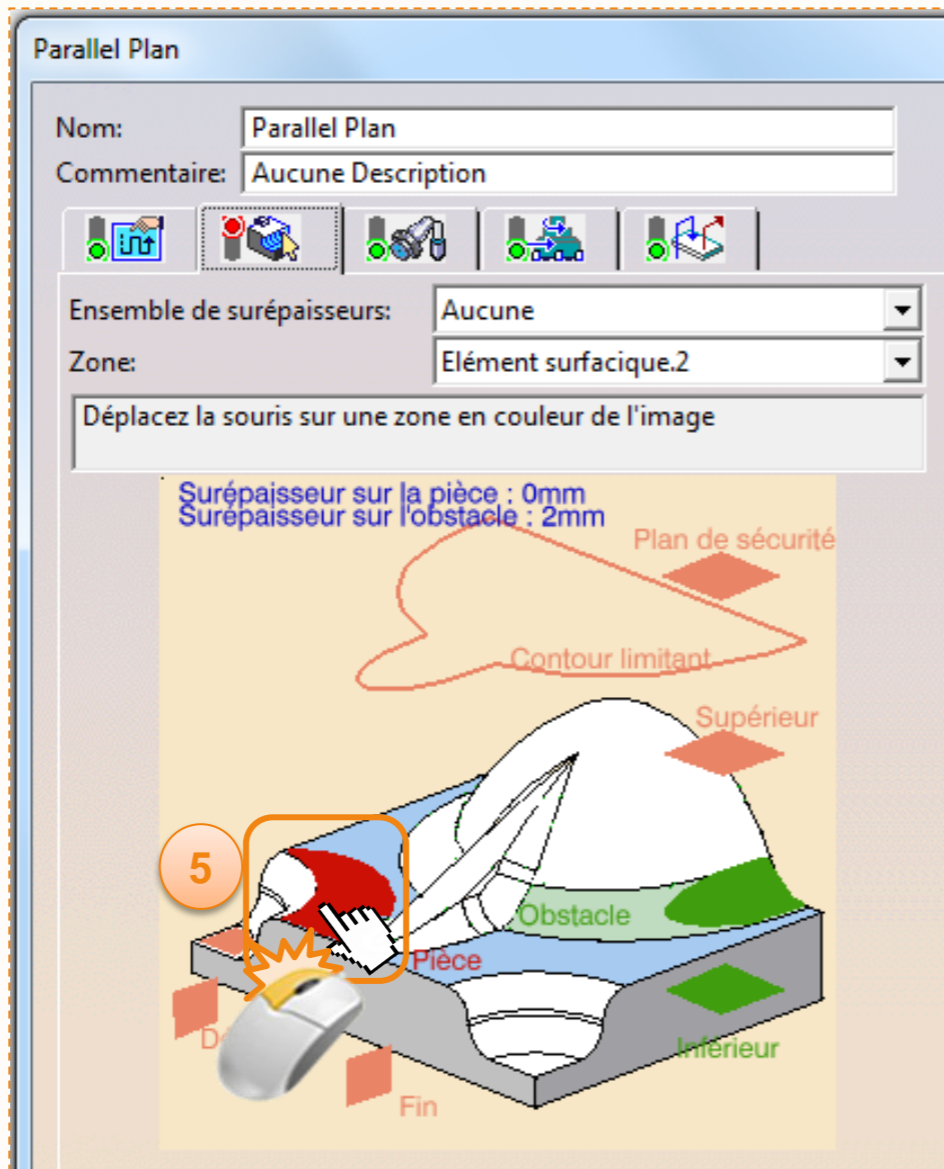 Parallel Plan
Nom: Parallel Plan
Commentaire: Aucune Description
Ensemble de surépaisseurs: Aucune
Zone: Elément surfacique.2
Déplacez la souris sur une zone en couleur de l'image
Surépaisseur sur la pièce : 0mm
Surépaisseur sur l'obstacle : 2mm
Plan de sécurité
Contour limitant
Supérieur
5
Obstacle
Pièce
Inférieur
Fin